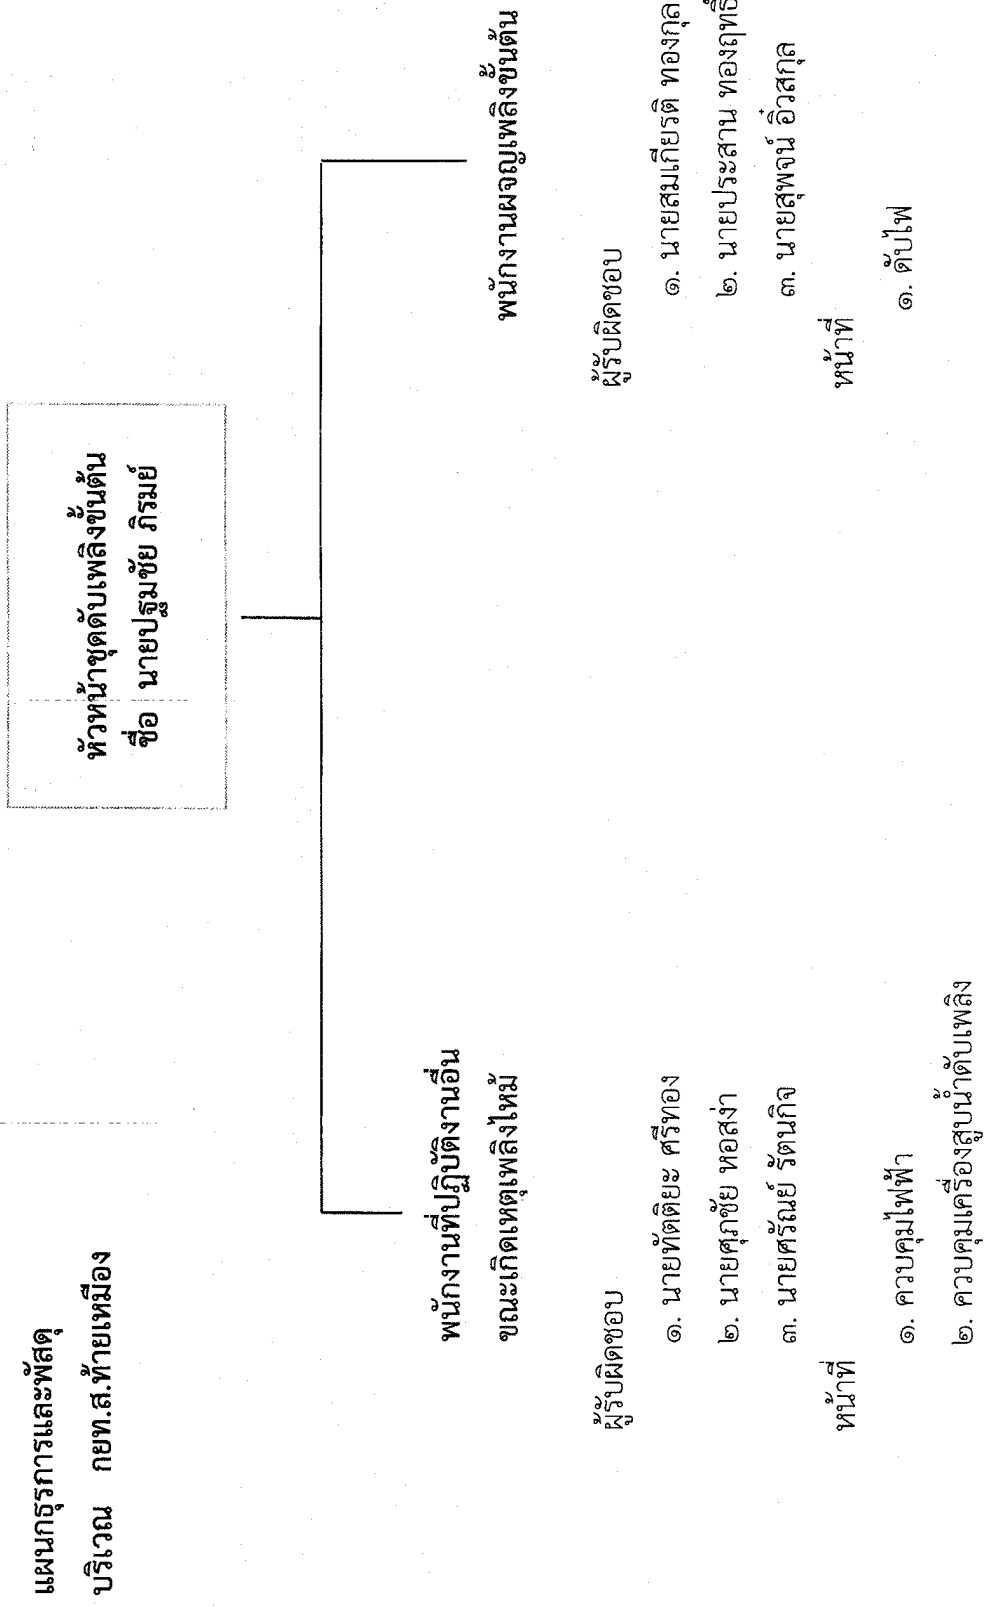 แผนกธุรการและพัสดุ
บริเวณ กยท.ส.ท้ายเหมือง
หัวหน้าชุดดับเพลิงขั้นต้น
ชื่อ นายปฐมชัย ภิรมย์
พนักงานที่ปฏิบัติงานอื่น
ขณะเกิดเหตุเพลิงไหม้
ผู้รับผิดชอบ
๑. นายทัตติยะ ศรีทอง
๒. นายศุภชัย หอสง่า
๓. นายศรัณย์ รัตนกิจ
หน้าที่
๑. ควบคุมไฟฟ้า
๒. ควบคุมเครื่องสูบน้ำดับเพลิง
พนักงานผจญเพลิงขั้นต้น
ผู้รับผิดชอบ
๑. นายสมเกียรติ ทองกุล
๒. นายประสาน ทองฤทธิ์
๓. นายสุพจน์ อิ๋วสกุล
หน้าที่
๑. ดับไฟ